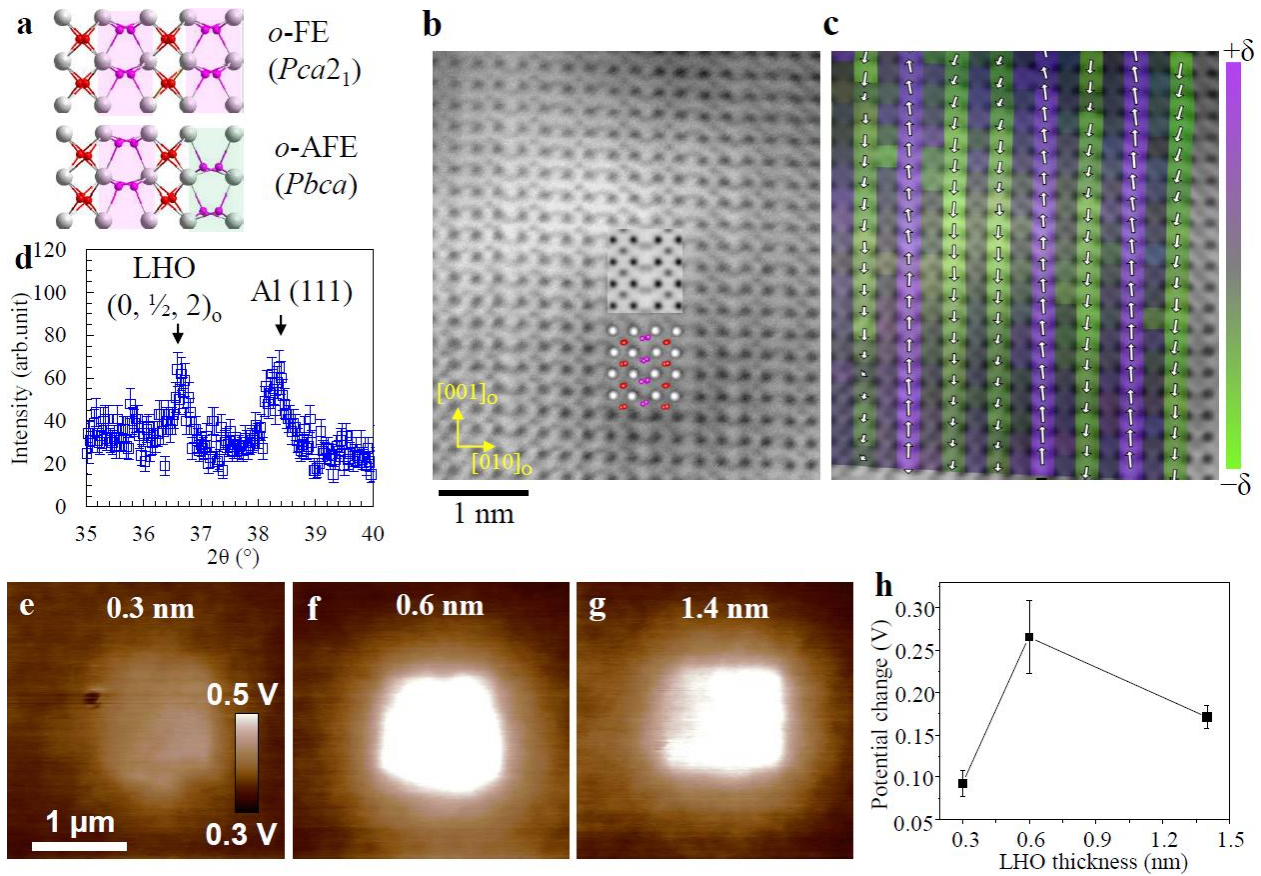 a
o-FE
(Pca2₁)
o-AFE
(Pbca)
b
[001]ₒ
[010]ₒ
1 nm
c
+δ
−δ
d
120
100
80
60
40
20
0
Intensity (arb.unit)
LHO
(0, ½, 2)ₒ
Al (111)
35 36 37 38 39 40
2θ (°)
e
0.3 nm
0.5 V
0.3 V
1 μm
f
0.6 nm
g
1.4 nm
h
Potential change (V)
0.30
0.25
0.20
0.15
0.10
0.05
0.3 0.6 0.9 1.2 1.5
LHO thickness (nm)